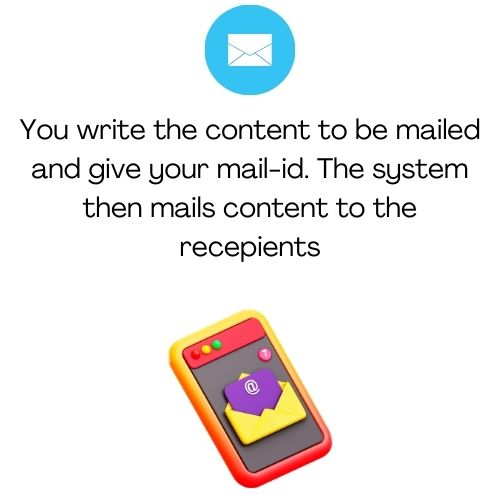 You write the content to be mailed
and give your mail-id. The system
then mails content to the
recepients
7
@